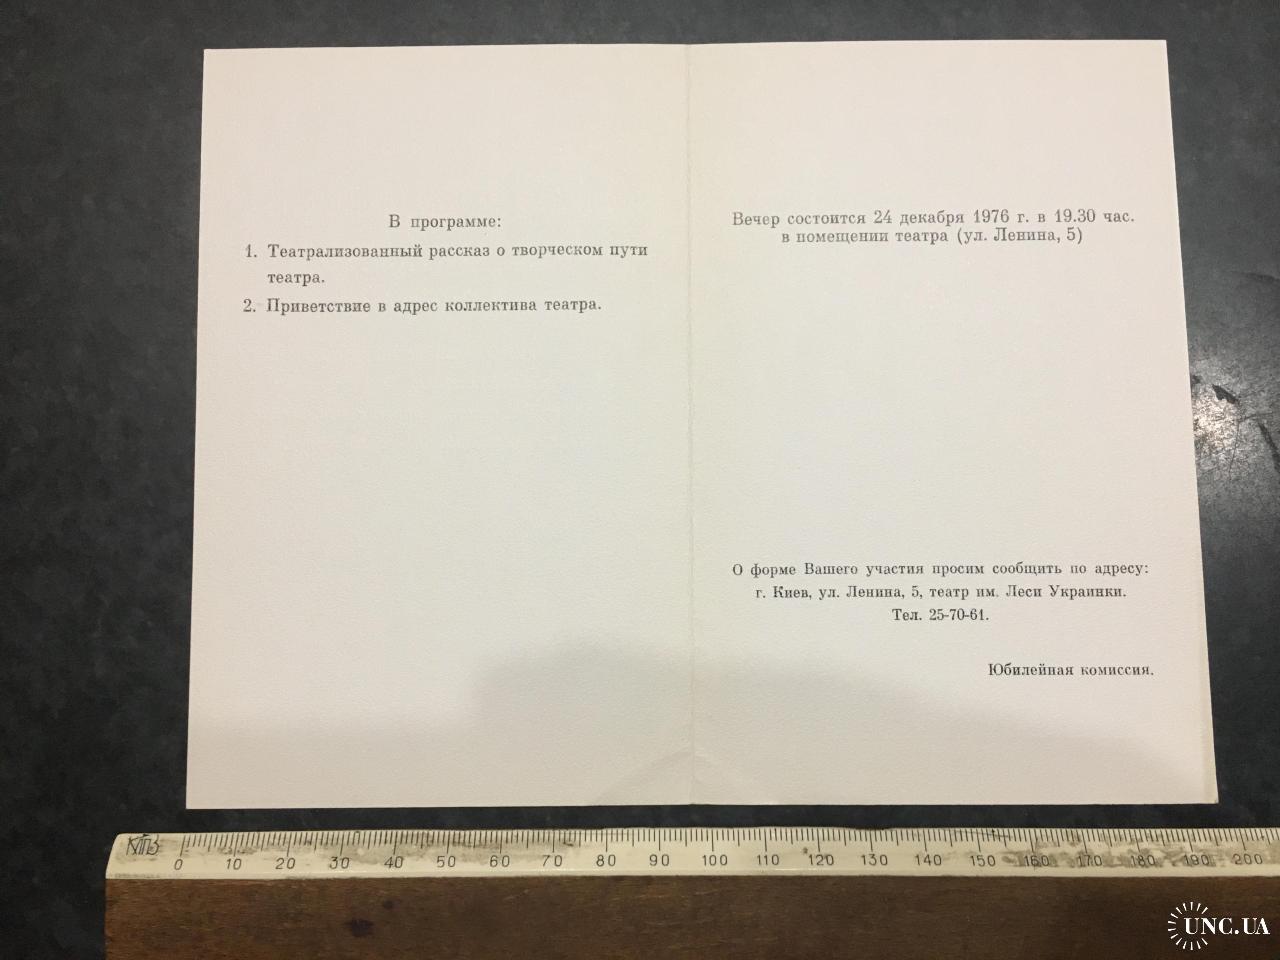 В программе:
1. Театрализованный рассказ о творческом пути
театра.
2. Приветствие в адрес коллектива театра.
Вечер состоится 24 декабря 1976 г. в 19.30 час.
в помещении театра (ул. Ленина, 5)
О форме Вашего участия просим сообщить по адресу:
г. Киев, ул. Ленина, 5, театр им. Леси Украинки.
Тел. 25-70-61.
Юбилейная комиссия.
0 10 20 30 40 50 60 70 80 90 100 110 120 130 140 150 160 170 180 190 200
UNC.UA